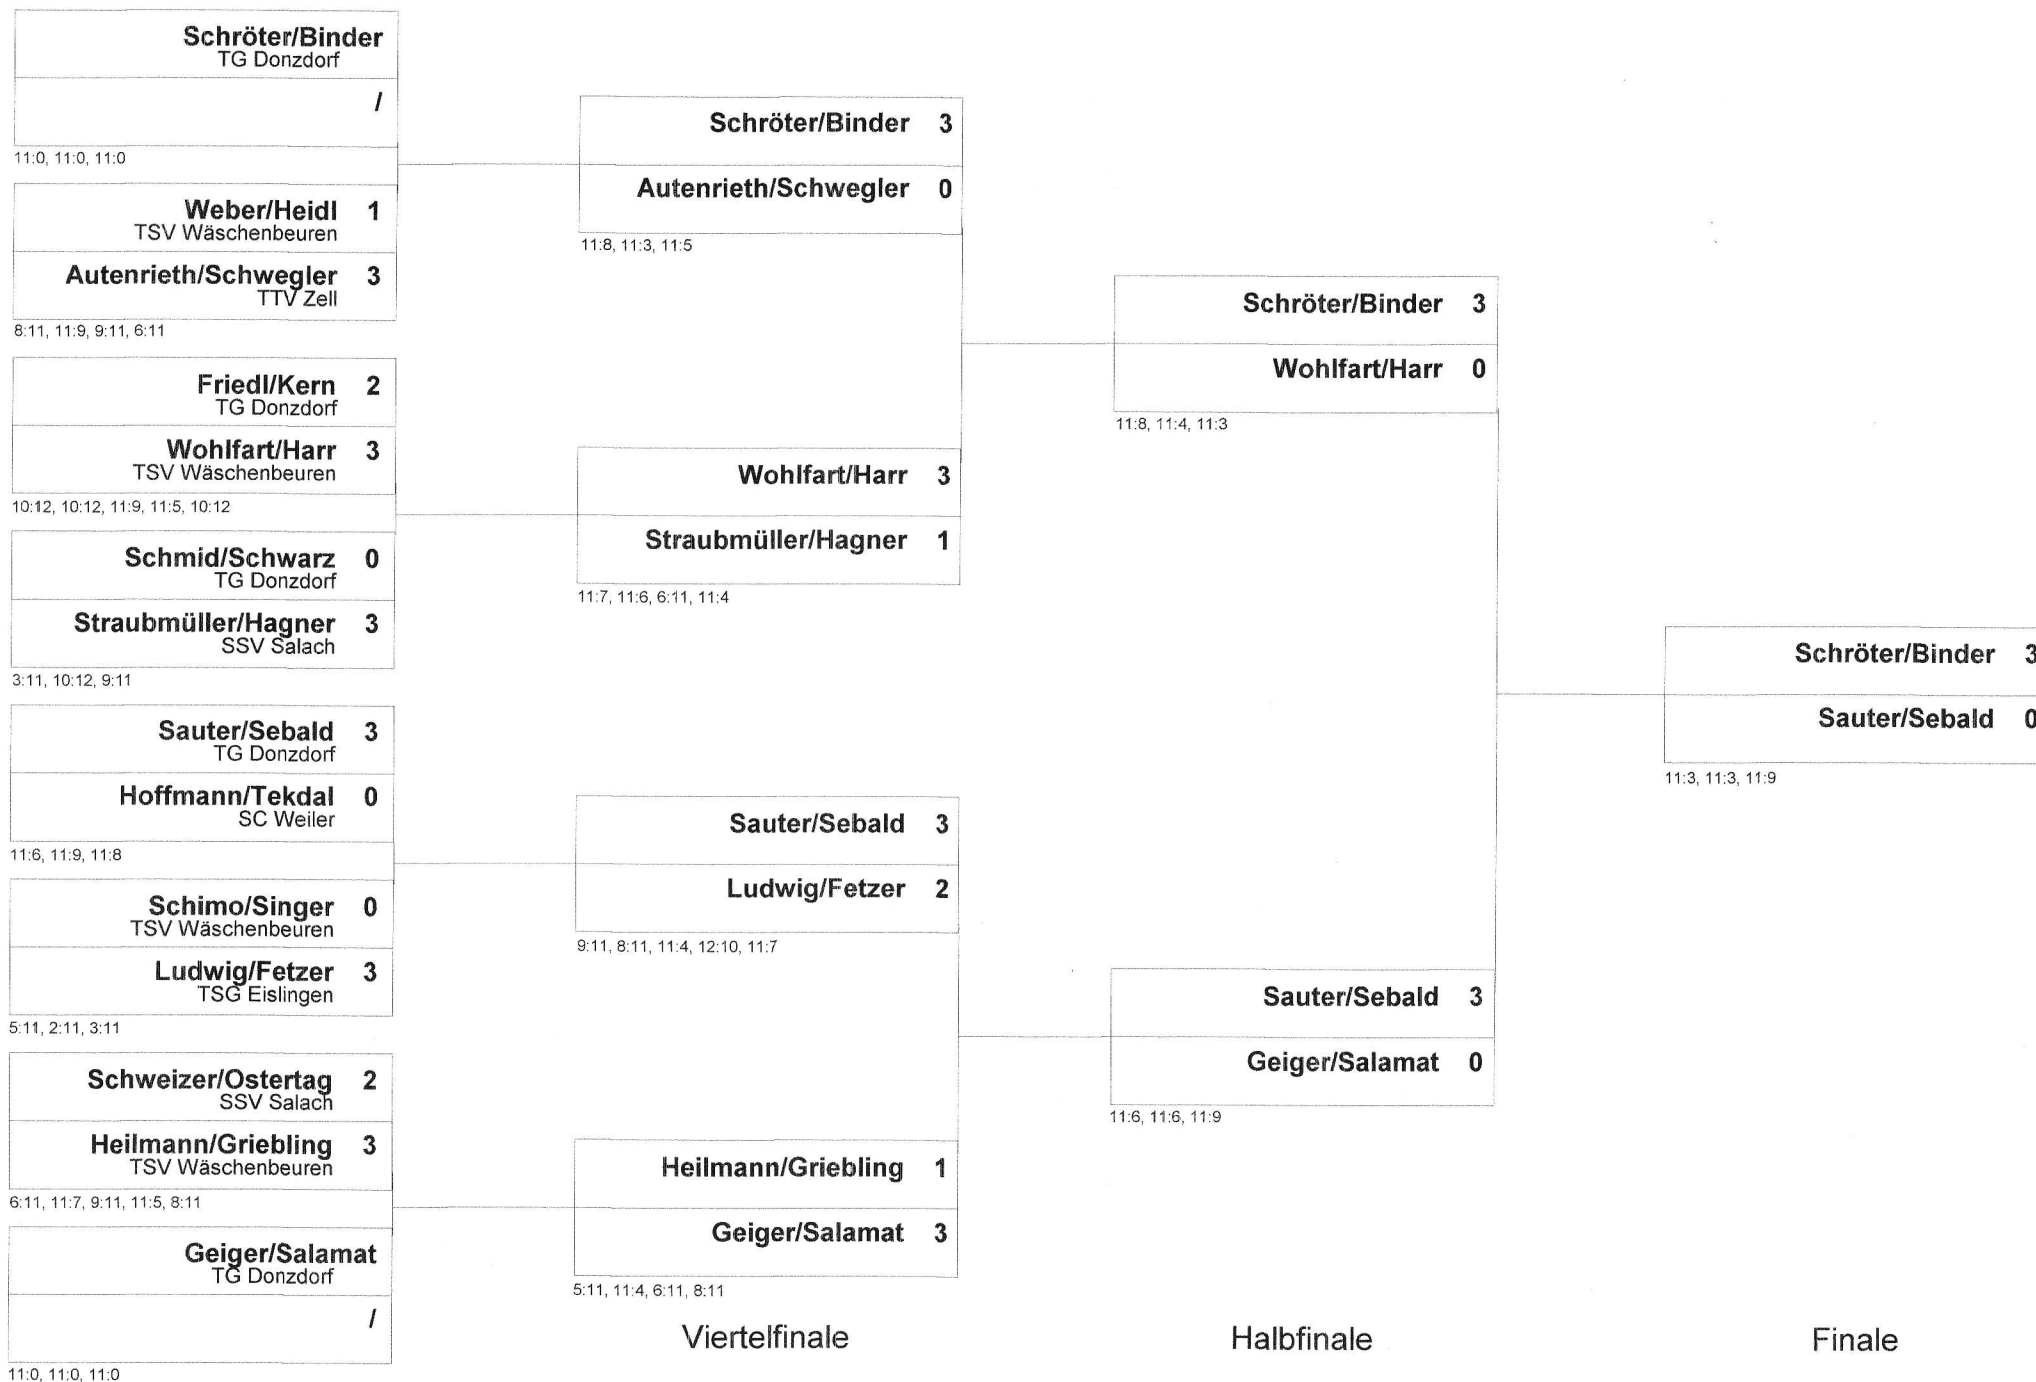 Schröter/Binder
TG Donzdorf
/
11:0, 11:0, 11:0
Weber/Heidl 1
TSV Wäschenbeuren
Autenrieth/Schwegler 3
TTV Zell
8:11, 11:9, 9:11, 6:11
Friedl/Kern 2
TG Donzdorf
Wohlfart/Harr 3
TSV Wäschenbeuren
10:12, 10:12, 11:9, 11:5, 10:12
Schmid/Schwarz 0
TG Donzdorf
Straubmüller/Hagner 3
SSV Salach
3:11, 10:12, 9:11
Sauter/Sebald 3
TG Donzdorf
Hoffmann/Tekdal 0
SC Weiler
11:6, 11:9, 11:8
Schimo/Singer 0
TSV Wäschenbeuren
Ludwig/Fetzer 3
TSG Eislingen
5:11, 2:11, 3:11
Schweizer/Ostertag 2
SSV Salach
Heilmann/Griebling 3
TSV Wäschenbeuren
6:11, 11:7, 9:11, 11:5, 8:11
Geiger/Salamat
TG Donzdorf
/
11:0, 11:0, 11:0
Schröter/Binder 3
Autenrieth/Schwegler 0
11:8, 11:3, 11:5
Wohlfart/Harr 3
Straubmüller/Hagner 1
11:7, 11:6, 6:11, 11:4
Sauter/Sebald 3
Ludwig/Fetzer 2
9:11, 8:11, 11:4, 12:10, 11:7
Heilmann/Griebling 1
Geiger/Salamat 3
5:11, 11:4, 6:11, 8:11
Viertelfinale
Schröter/Binder 3
Wohlfart/Harr 0
11:8, 11:4, 11:3
Sauter/Sebald 3
Geiger/Salamat 0
11:6, 11:6, 11:9
Halbfinale
Schröter/Binder 3
Sauter/Sebald 0
11:3, 11:3, 11:9
Finale